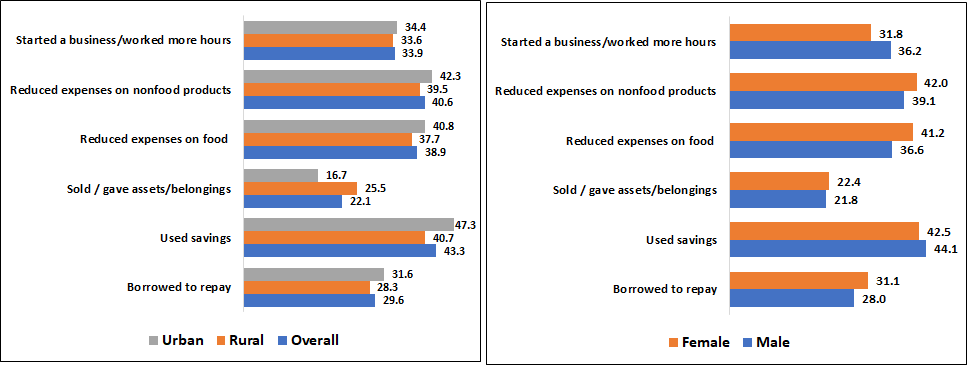 Started a business/worked more hours
34.4
33.6
33.9
Reduced expenses on nonfood products
42.3
39.5
40.6
Reduced expenses on food
40.8
37.7
38.9
Sold / gave assets/belongings
16.7
25.5
22.1
Used savings
47.3
40.7
43.3
Borrowed to repay
31.6
28.3
29.6
Urban Rural Overall
Started a business/worked more hours
31.8
36.2
Reduced expenses on nonfood products
42.0
39.1
Reduced expenses on food
41.2
36.6
Sold / gave assets/belongings
22.4
21.8
Used savings
42.5
44.1
Borrowed to repay
31.1
28.0
Female Male